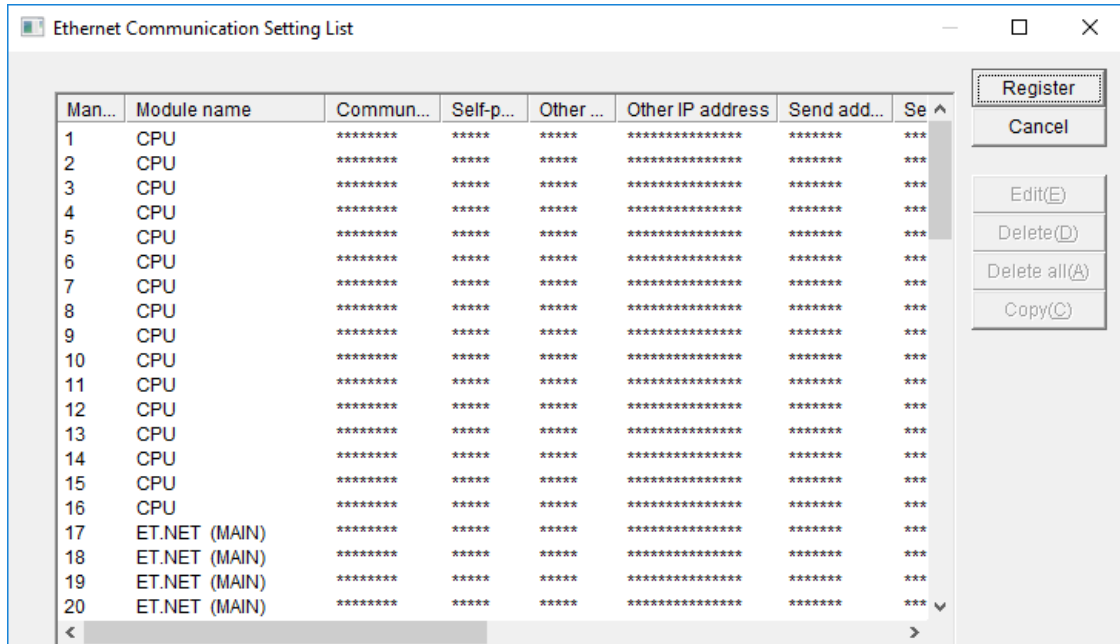 Ethernet Communication Setting List
Man... Module name Commun... Self-p... Other ... Other IP address Send add... Se
1 CPU ******** ***** ***** *************** ******* ***
2 CPU ******** ***** ***** *************** ******* ***
3 CPU ******** ***** ***** *************** ******* ***
4 CPU ******** ***** ***** *************** ******* ***
5 CPU ******** ***** ***** *************** ******* ***
6 CPU ******** ***** ***** *************** ******* ***
7 CPU ******** ***** ***** *************** ******* ***
8 CPU ******** ***** ***** *************** ******* ***
9 CPU ******** ***** ***** *************** ******* ***
10 CPU ******** ***** ***** *************** ******* ***
11 CPU ******** ***** ***** *************** ******* ***
12 CPU ******** ***** ***** *************** ******* ***
13 CPU ******** ***** ***** *************** ******* ***
14 CPU ******** ***** ***** *************** ******* ***
15 CPU ******** ***** ***** *************** ******* ***
16 CPU ******** ***** ***** *************** ******* ***
17 ET.NET (MAIN) ******** ***** ***** *************** ******* ***
18 ET.NET (MAIN) ******** ***** ***** *************** ******* ***
19 ET.NET (MAIN) ******** ***** ***** *************** ******* ***
20 ET.NET (MAIN) ******** ***** ***** *************** ******* ***
Register
Cancel
Edit(E)
Delete(D)
Delete all(A)
Copy(C)